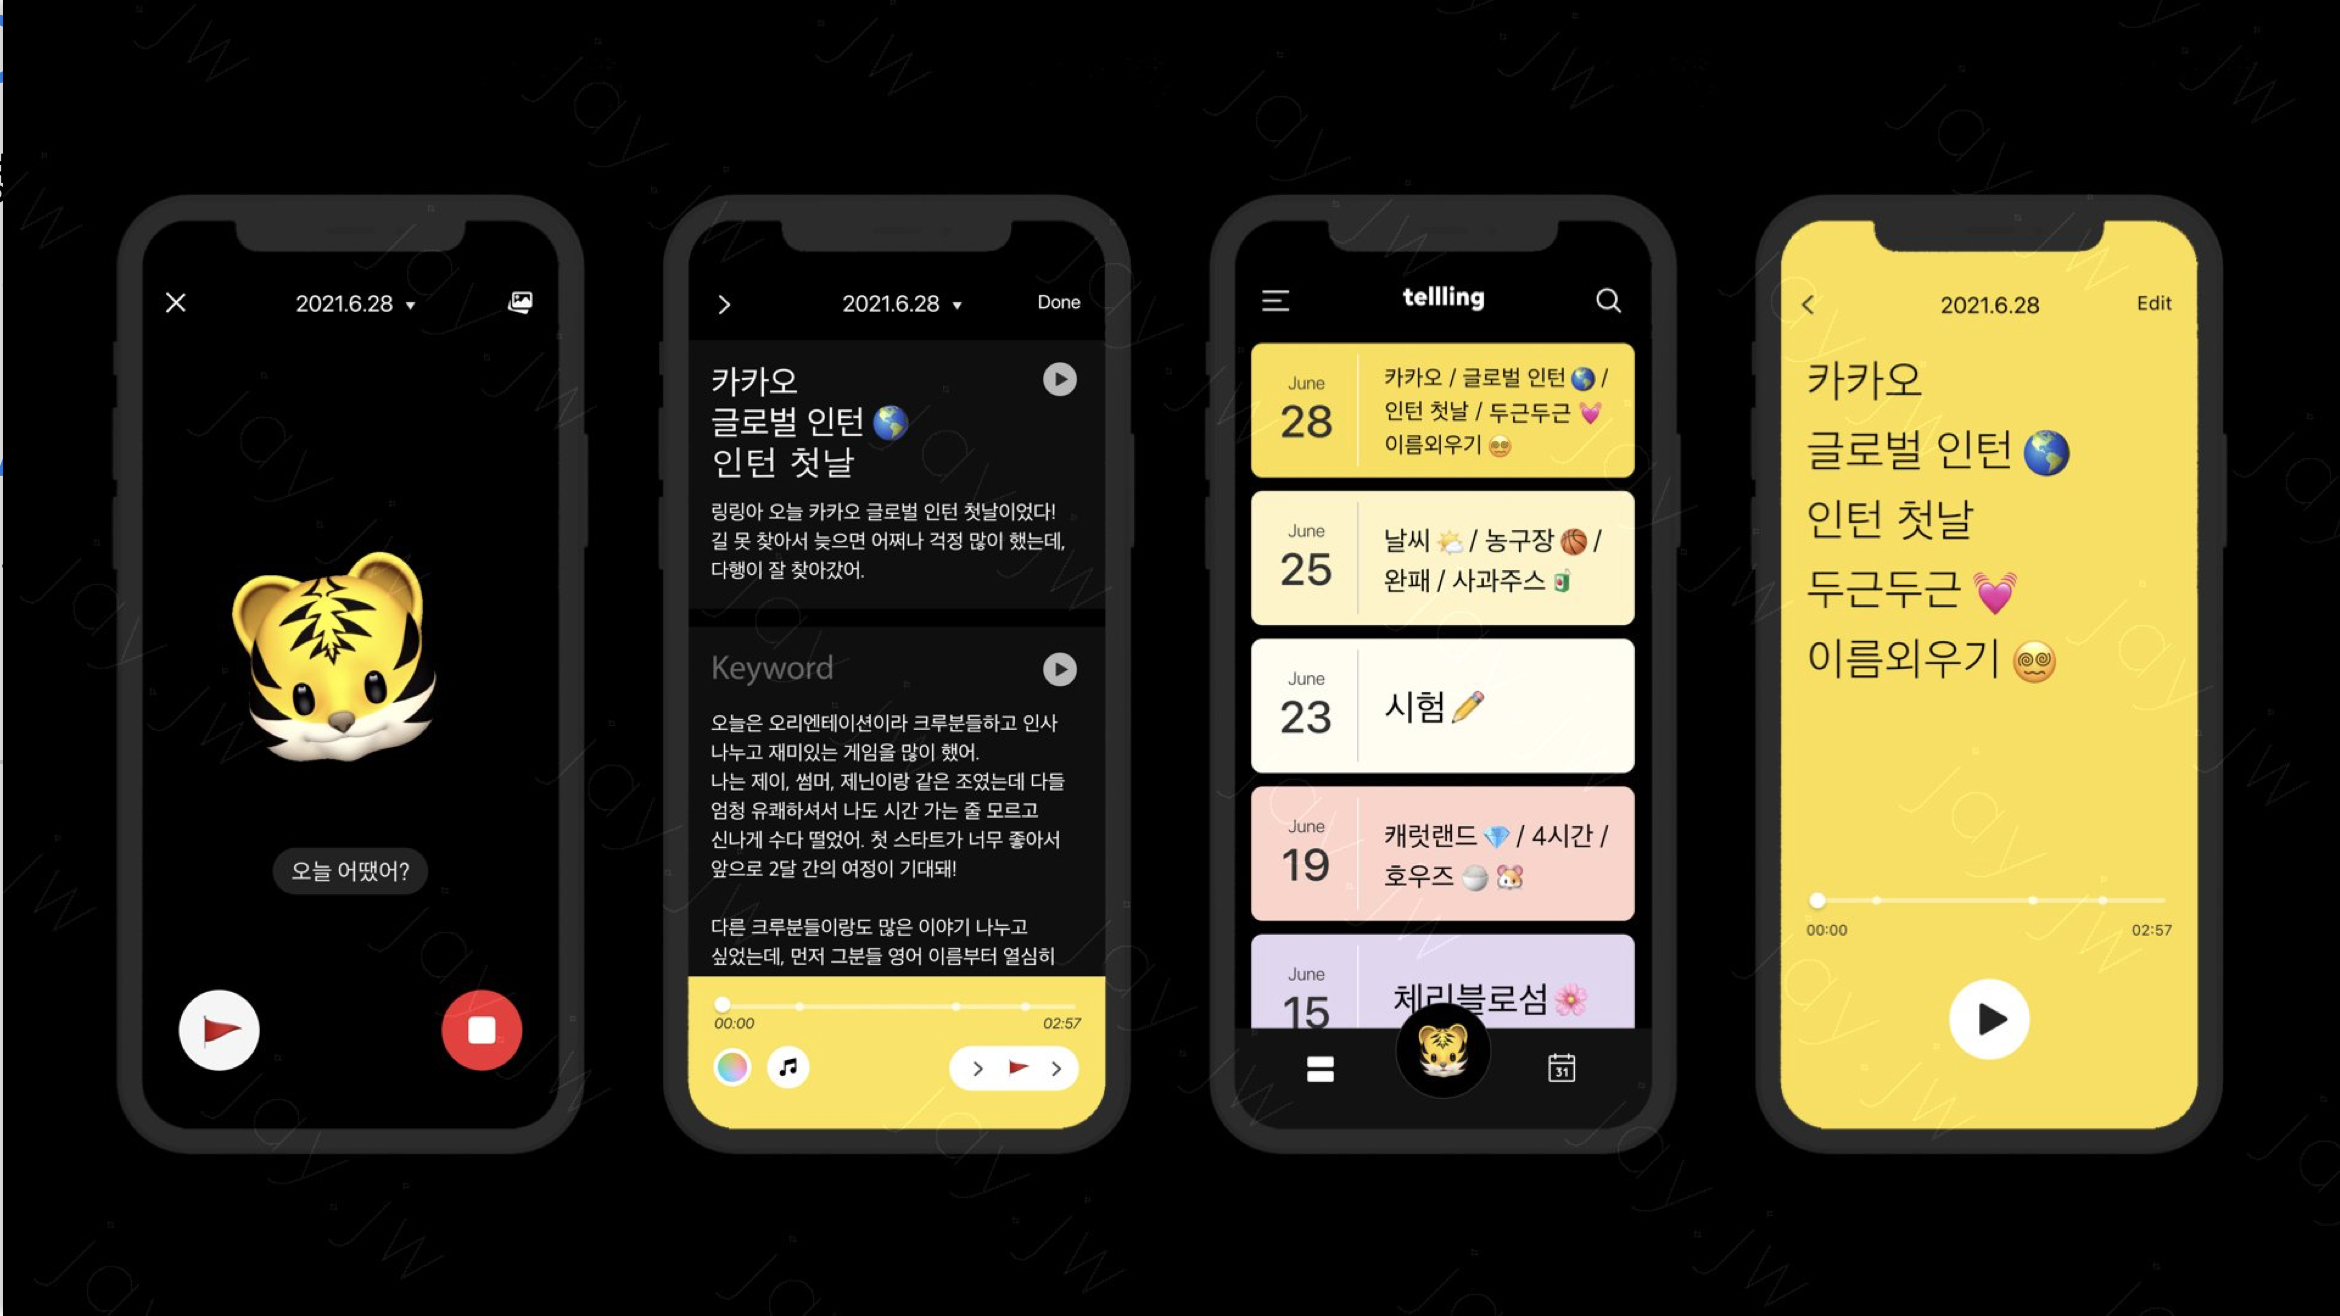 2021.6.28
오늘 어땠어?
2021.6.28
Done
카카오
글로벌 인턴 🌎
인턴 첫날
링링아 오늘 카카오 글로벌 인턴 첫날이었다!
길 못 찾아서 늦으면 어쩌나 걱정 많이 했는데,
다행이 잘 찾아갔어.
Keyword
오늘은 오리엔테이션이라 크루분들하고 인사
나누고 재미있는 게임을 많이 했어.
나는 제이, 썸머, 제닌이랑 같은 조였는데 다들
엄청 유쾌하셔서 나도 시간 가는 줄 모르고
신나게 수다 떨었어. 첫 스타트가 너무 좋아서
앞으로 2달 간의 여정이 기대돼!
다른 크루분들이랑도 많은 이야기 나누고
싶었는데, 먼저 그분들 영어 이름부터 열심히
00:00
02:57
tellling
June
28
카카오 / 글로벌 인턴 🌎 /
인턴 첫날 / 두근두근 💓
이름외우기 😵‍💫
June
25
날씨 🌤️ / 농구장 🏀 /
완패 / 사과주스 🧃
June
23
시험 ✏️
June
19
캐럿랜드 💎 / 4시간 /
호우즈 🍚 🐹
June
15
체리블로섬 🌸
31
2021.6.28
Edit
카카오
글로벌 인턴 🌎
인턴 첫날
두근두근 💓
이름외우기 😵‍💫
00:00
02:57
Jay.JW